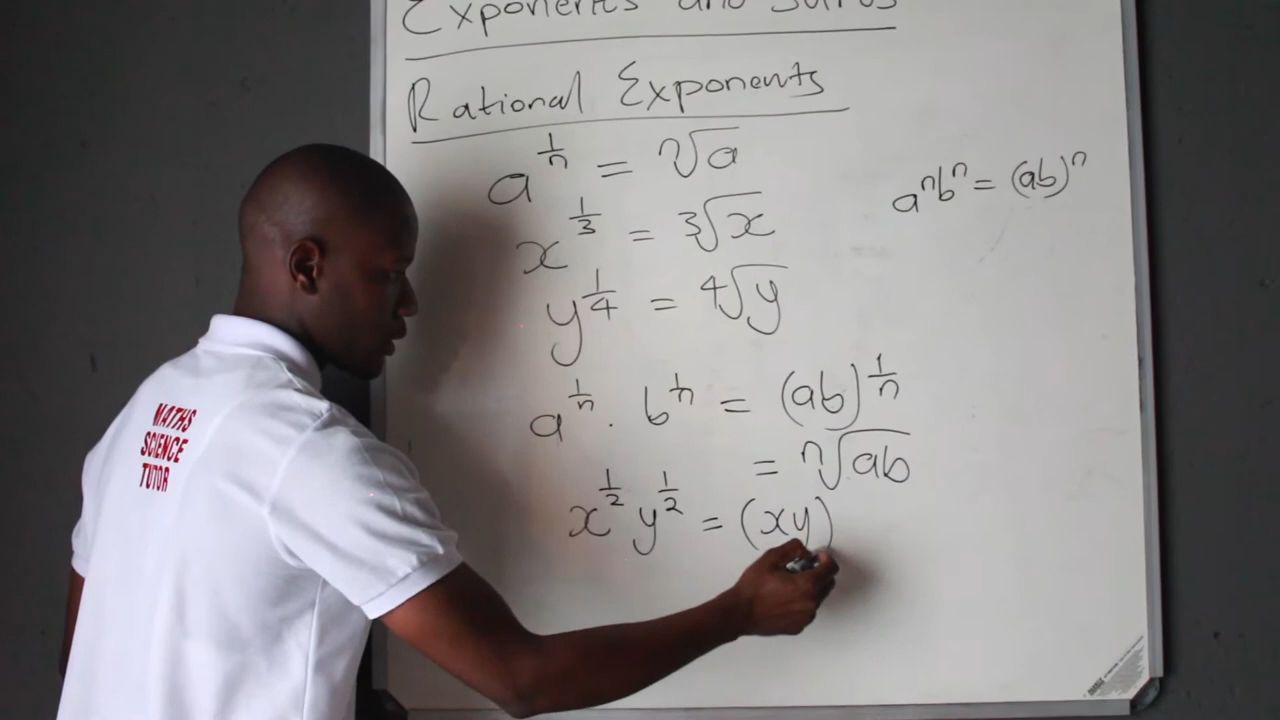 Exponents and Surds
Rational Exponents
a^{1/n} = ⁿ√a
aⁿbⁿ = (ab)ⁿ
x^{1/3} = ³√x
y^{1/4} = ⁴√y
a^{1/n} . b^{1/n} = (ab)^{1/n}
= ⁿ√ab
x^{1/2} y^{1/2} = (xy)
MATHS
SCIENCE
TUTOR